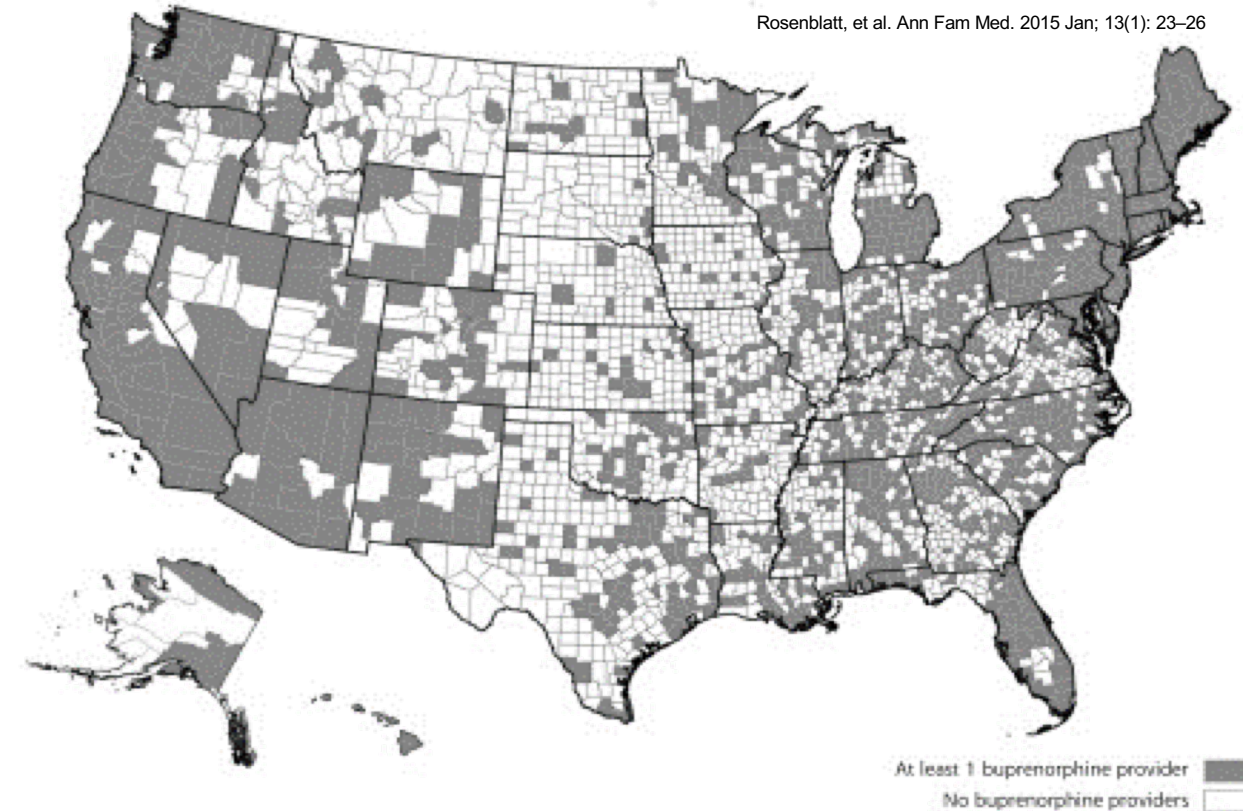 Rosenblatt, et al. Ann Fam Med. 2015 Jan; 13(1): 23–26
At least 1 buprenorphine provider
No buprenorphine providers